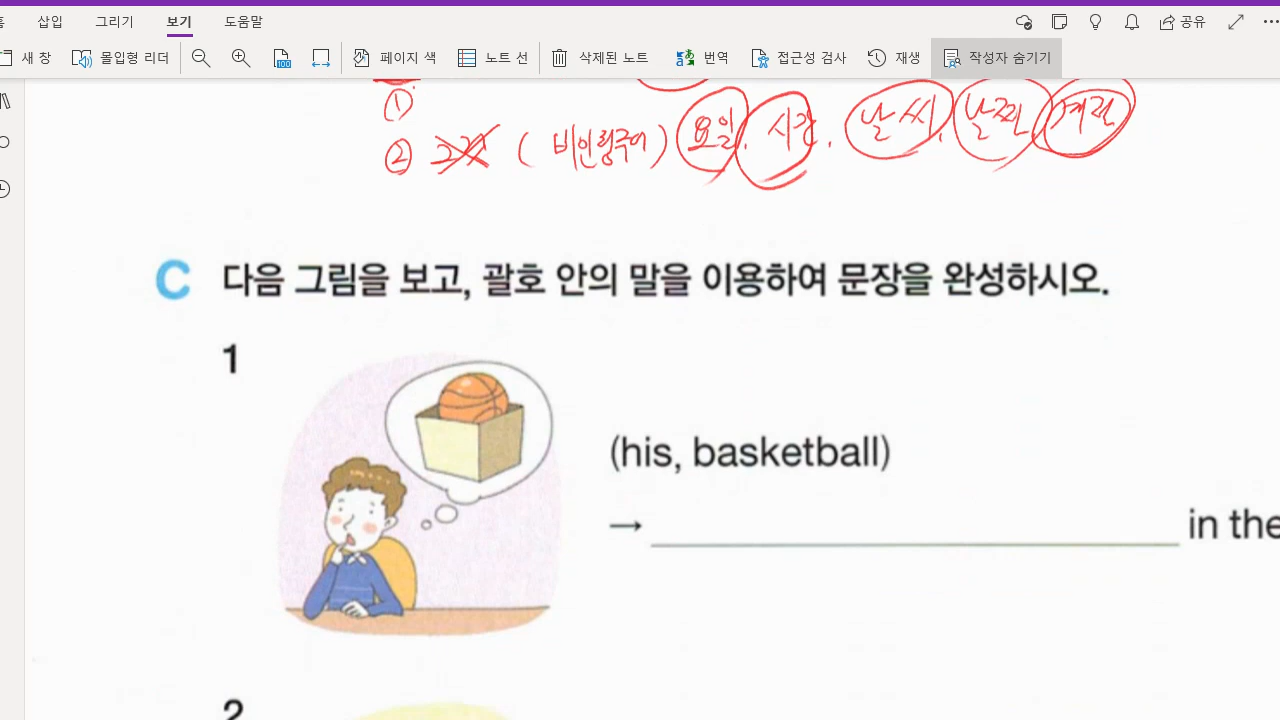 삽입 그리기 보기 도움말 공유
새 창 몰입형 리더 100 페이지 색 노트 선 삭제된 노트 번역 접근성 검사 재생 작성자 숨기기
①
② (비인칭주어) 요일, 시간, 날씨, 날짜, 계절
C 다음 그림을 보고, 괄호 안의 말을 이용하여 문장을 완성하시오.
1
(his, basketball)
→ in the
2